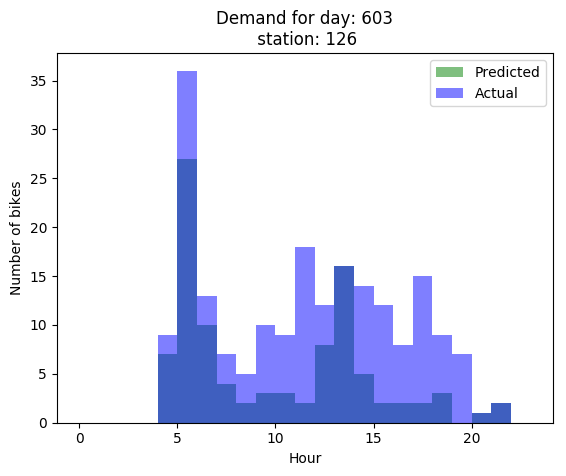 Demand for day: 603
station: 126
Predicted
Actual
Number of bikes
35
30
25
20
15
10
5
0
0 5 10 15 20
Hour